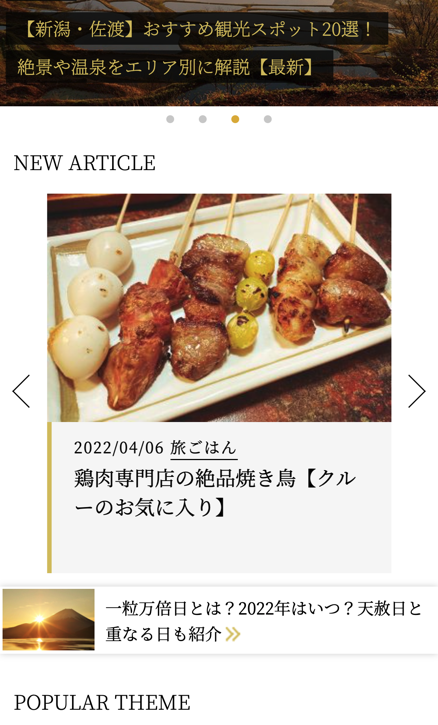 【新潟・佐渡】おすすめ観光スポット20選！
絶景や温泉をエリア別に解説【最新】
NEW ARTICLE
2022/04/06 旅ごはん
鶏肉専門店の絶品焼き鳥【クル
ーのお気に入り】
一粒万倍日とは？2022年はいつ？天赦日と
重なる日も紹介
POPULAR THEME